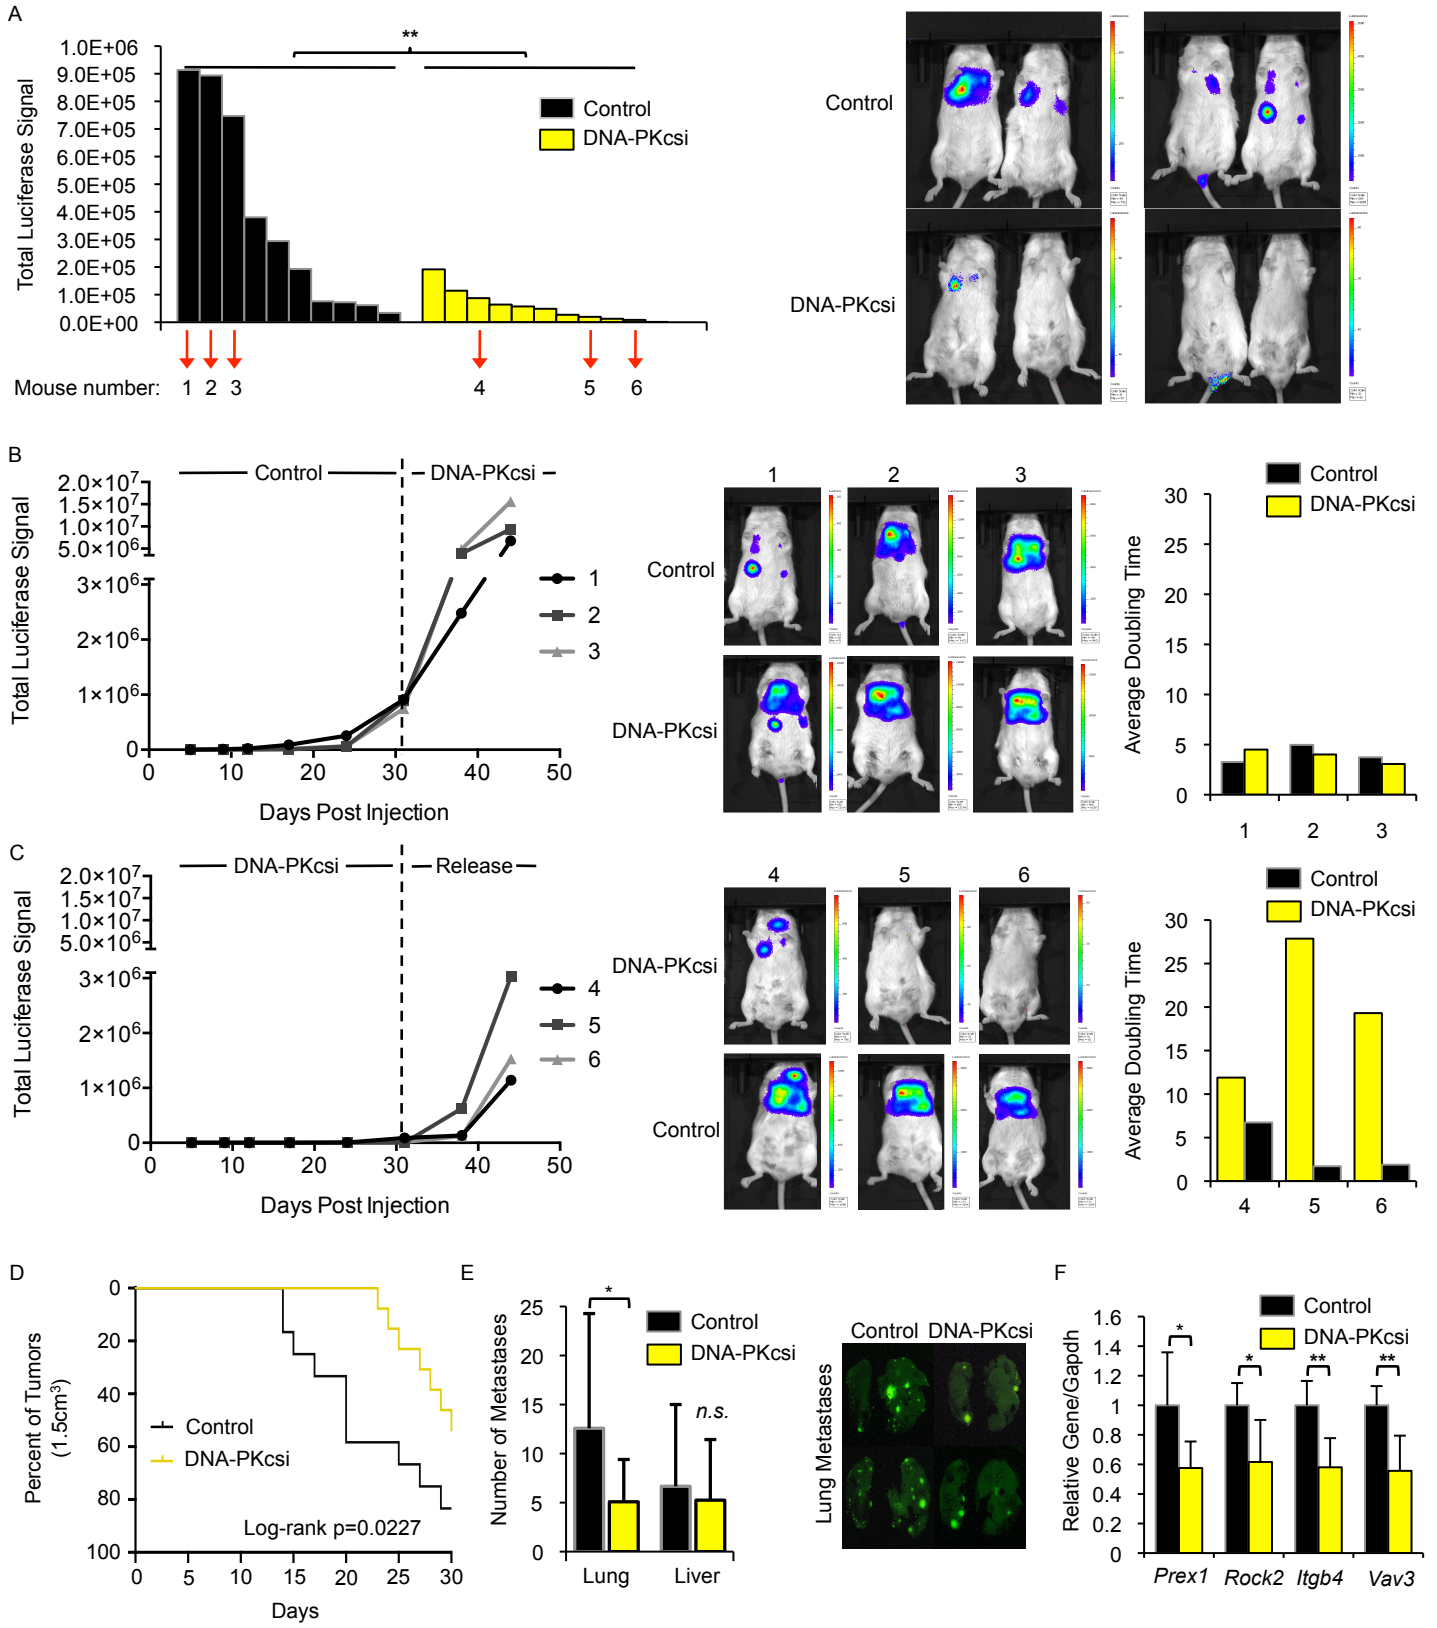 A
**
Total Luciferase Signal
1.0E+06
9.0E+05
8.0E+05
7.0E+05
6.0E+05
5.0E+05
4.0E+05
3.0E+05
2.0E+05
1.0E+05
0.0E+00
Control
DNA-PKcsi
Mouse number: 1 2 3 4 5 6
Control
DNA-PKcsi
B
Control DNA-PKcsi
Total Luciferase Signal
2.0×10⁷
1.5×10⁷
1.0×10⁷
5.0×10⁶
3×10⁶
2×10⁶
1×10⁶
0
0 10 20 30 40 50
Days Post Injection
1
2
3
1 2 3
Control
DNA-PKcsi
Control
DNA-PKcsi
Average Doubling Time
30
25
20
15
10
5
0
1 2 3
C
DNA-PKcsi Release
Total Luciferase Signal
2.0×10⁷
1.5×10⁷
1.0×10⁷
5.0×10⁶
3×10⁶
2×10⁶
1×10⁶
0
0 10 20 30 40 50
Days Post Injection
4
5
6
4 5 6
DNA-PKcsi
Control
Control
DNA-PKcsi
Average Doubling Time
30
25
20
15
10
5
0
4 5 6
D
Percent of Tumors
(1.5cm³)
0
20
40
60
80
100
Control
DNA-PKcsi
Log-rank p=0.0227
0 5 10 15 20 25 30
Days
E
Number of Metastases
25
20
15
10
5
0
*
Control
DNA-PKcsi
n.s.
Lung Liver
Control DNA-PKcsi
Lung Metastases
F
Control
DNA-PKcsi
Relative Gene/Gapdh
1.6
1.4
1.2
1
0.8
0.6
0.4
0.2
0
* * ** **
Prex1 Rock2 Itgb4 Vav3